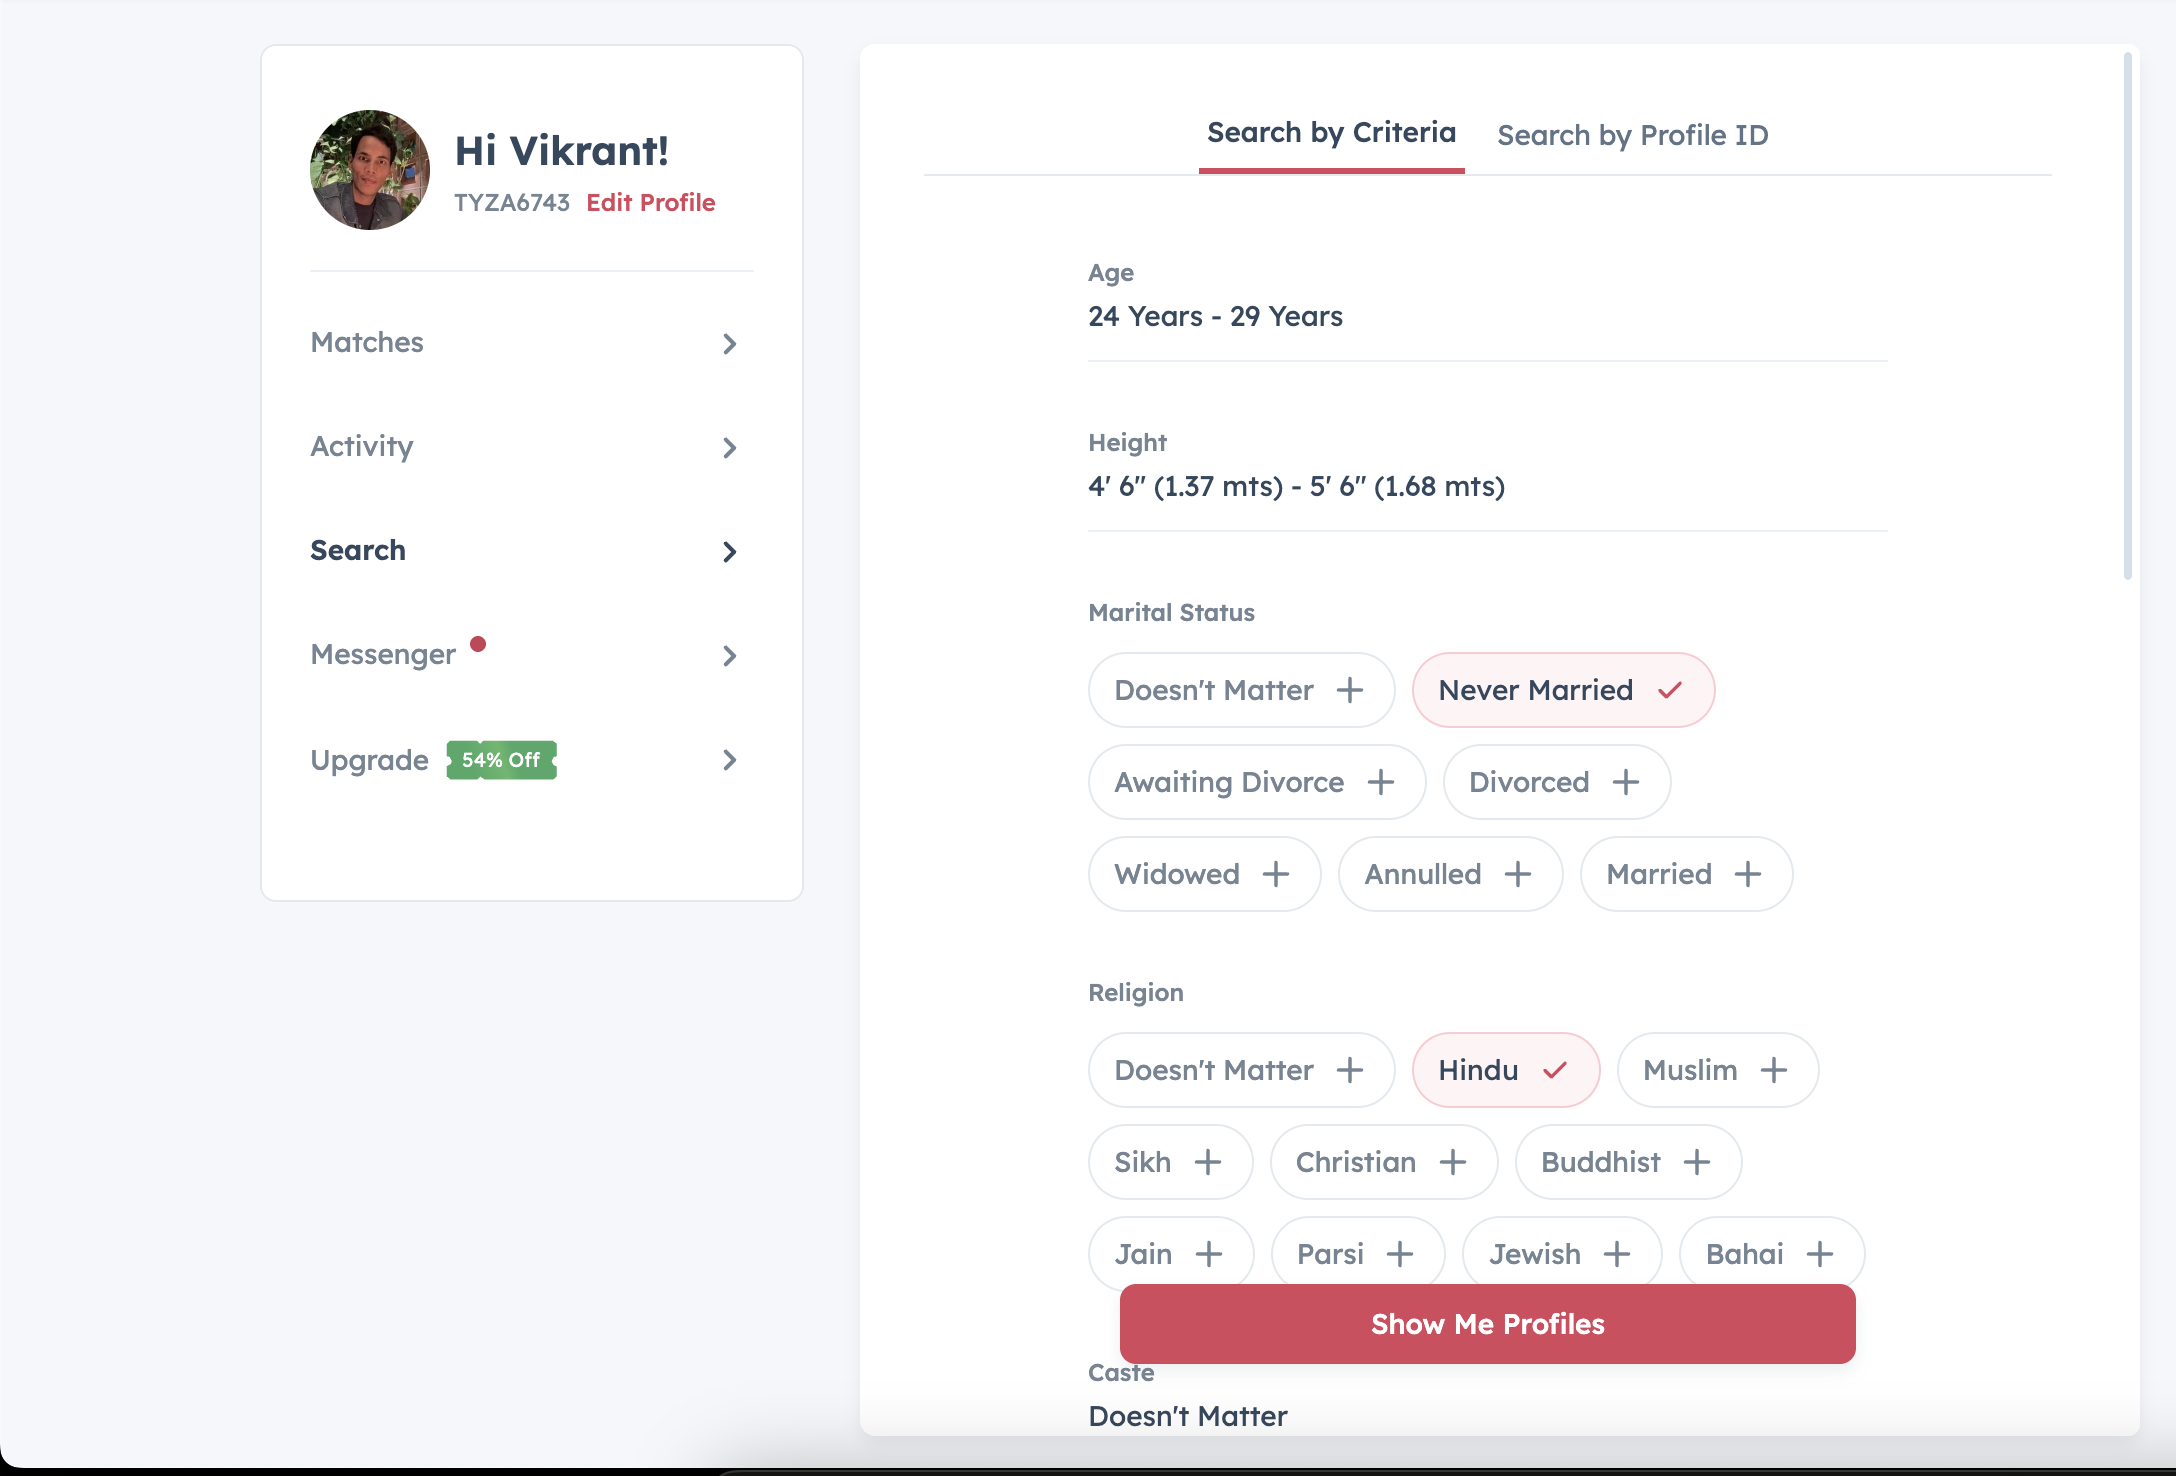 Hi Vikrant!
TYZA6743 Edit Profile
Matches
Activity
Search
Messenger
Upgrade 54% Off
Search by Criteria Search by Profile ID
Age
24 Years - 29 Years
Height
4' 6" (1.37 mts) - 5' 6" (1.68 mts)
Marital Status
Doesn't Matter Never Married
Awaiting Divorce Divorced
Widowed Annulled Married
Religion
Doesn't Matter Hindu Muslim
Sikh Christian Buddhist
Jain Parsi Jewish Bahai
Show Me Profiles
Caste
Doesn't Matter